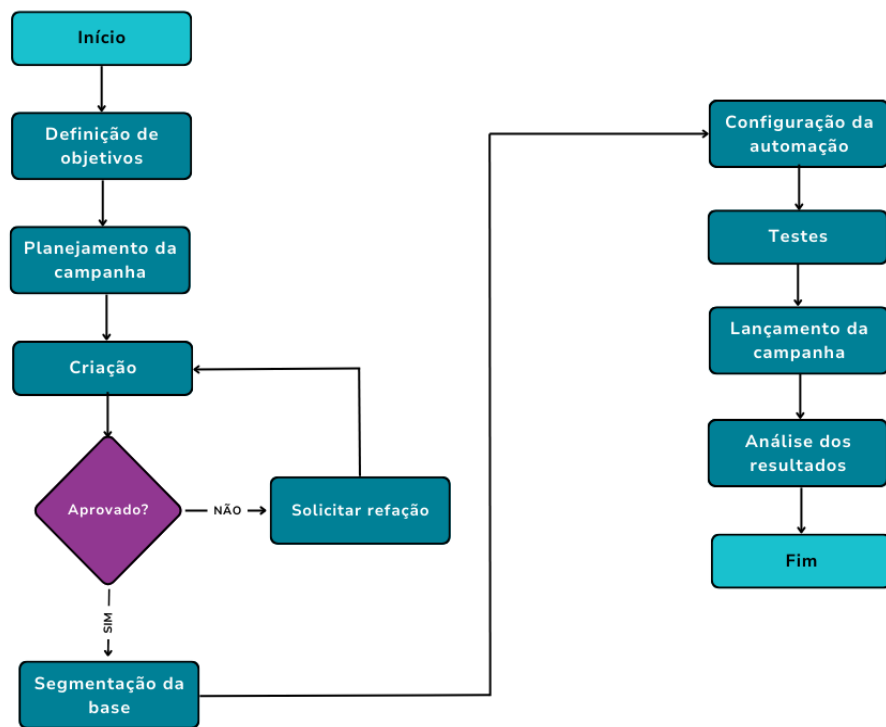 Início
Definição de
objetivos
Planejamento da
campanha
Criação
Aprovado?
NÃO
Solicitar refação
SIM
Segmentação da
base
Configuração da
automação
Testes
Lançamento da
campanha
Análise dos
resultados
Fim